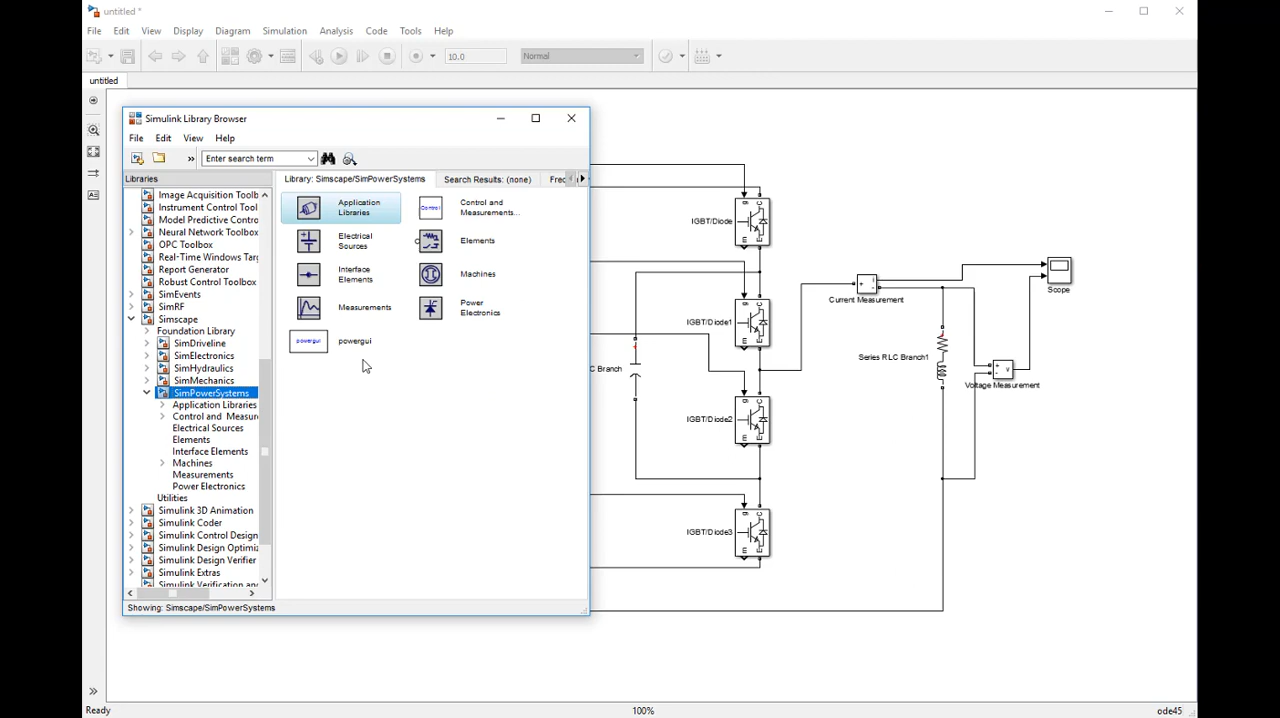 untitled *
File Edit View Display Diagram Simulation Analysis Code Tools Help
10.0
Normal
untitled
Simulink Library Browser
File Edit View Help
Enter search term
Libraries
Library: Simscape/SimPowerSystems
Search Results: (none)
Image Acquisition Toolb
Instrument Control Tool
Model Predictive Contro
Neural Network Toolbox
OPC Toolbox
Real-Time Windows Targ
Report Generator
Robust Control Toolbox
SimEvents
SimRF
Simscape
Foundation Library
SimDriveline
SimElectronics
SimHydraulics
SimMechanics
SimPowerSystems
Application Libraries
Control and Measur
Electrical Sources
Elements
Interface Elements
Machines
Measurements
Power Electronics
Utilities
Simulink 3D Animation
Simulink Coder
Simulink Control Design
Simulink Design Optimiz
Simulink Design Verifier
Simulink Extras
Simulink Verification an
Application
Libraries
Control
Control and
Measurements...
Electrical
Sources
Elements
Interface
Elements
Machines
Measurements
Power
Electronics
powergui
powergui
Showing: Simscape/SimPowerSystems
IGBT/Diode
g
C
m
E
IGBT/Diode1
g
C
m
E
C Branch
IGBT/Diode2
g
C
m
E
IGBT/Diode3
g
C
m
E
Current Measurement
Series RLC Branch1
Voltage Measurement
Scope
Ready
100%
ode45